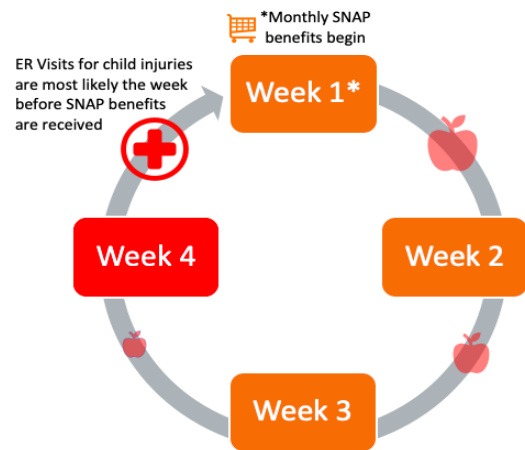 *Monthly SNAP
benefits begin
ER Visits for child injuries
are most likely the week
before SNAP benefits
are received
Week 1*
Week 4
Week 2
Week 3